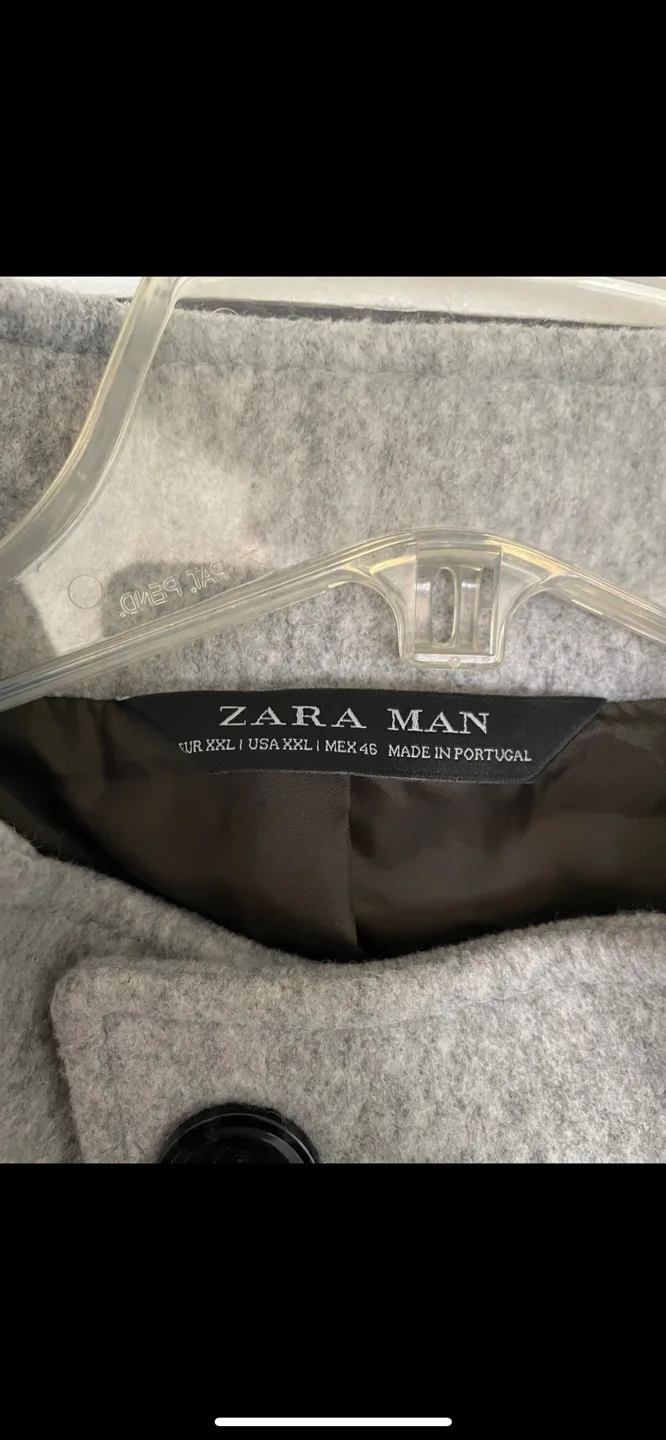 PAT. PEND.
ZARA MAN
EUR XXL | USA XXL | MEX 46 MADE IN PORTUGAL